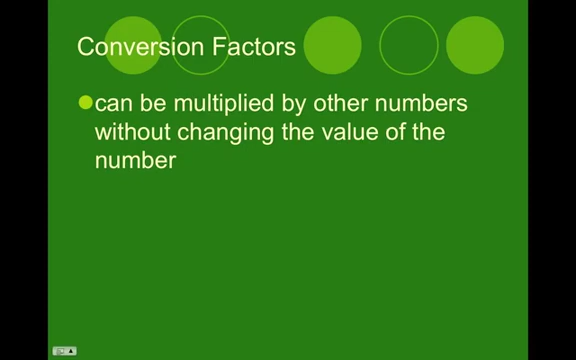 Conversion Factors
can be multiplied by other numbers
without changing the value of the
number